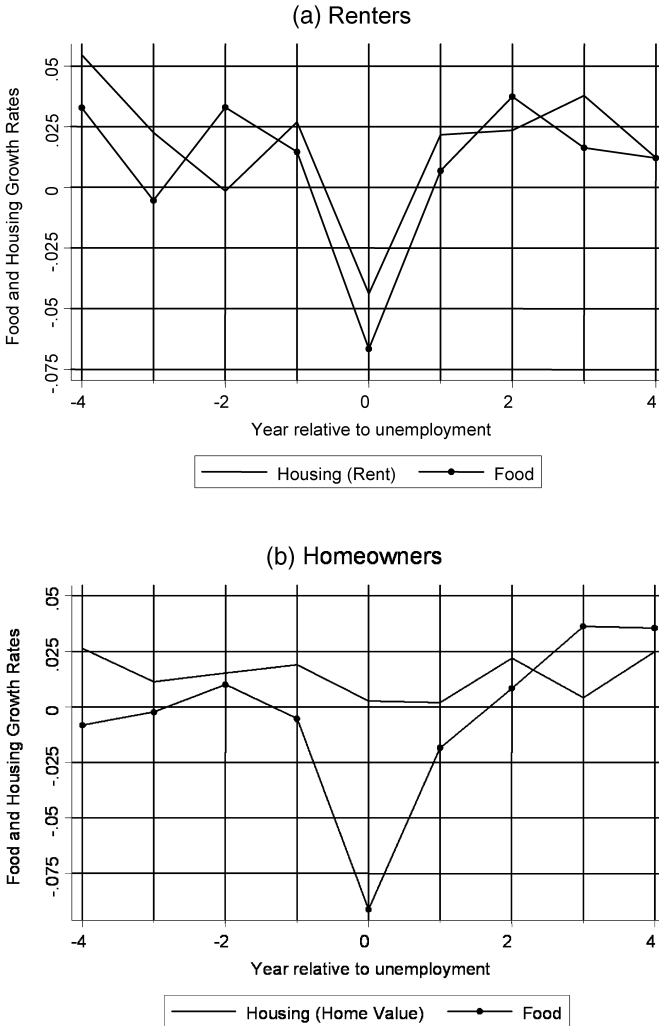 (a) Renters
Food and Housing Growth Rates
.05
.025
0
-.025
-.05
-.075
-4
-2
0
2
4
Year relative to unemployment
Housing (Rent)
Food
(b) Homeowners
Food and Housing Growth Rates
.05
.025
0
-.025
-.05
-.075
-4
-2
0
2
4
Year relative to unemployment
Housing (Home Value)
Food